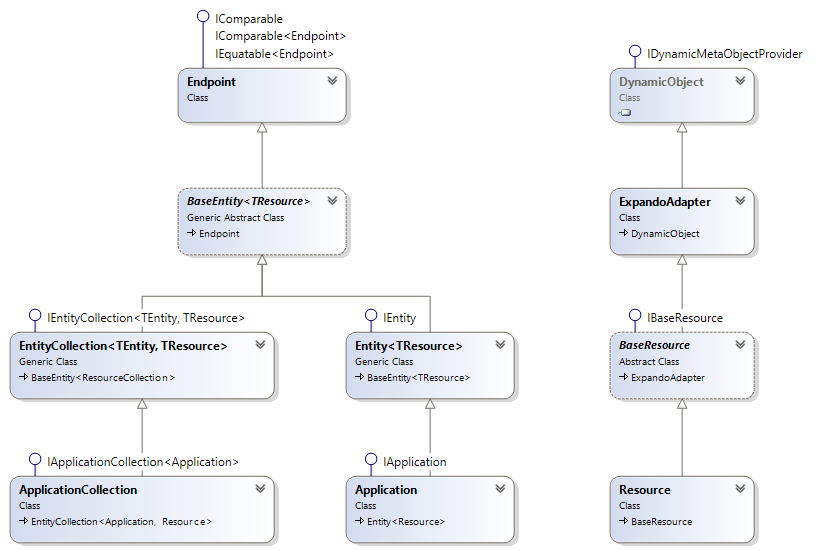 IComparable
IComparable<Endpoint>
IEquatable<Endpoint>
Endpoint
Class
IDynamicMetaObjectProvider
DynamicObject
Class
BaseEntity<TResource>
Generic Abstract Class
Endpoint
ExpandoAdapter
Class
DynamicObject
IEntityCollection<TEntity, TResource>
EntityCollection<TEntity, TResource>
Generic Class
BaseEntity<ResourceCollection>
IEntity
Entity<TResource>
Generic Class
BaseEntity<TResource>
IBaseResource
BaseResource
Abstract Class
ExpandoAdapter
IApplicationCollection<Application>
ApplicationCollection
Class
EntityCollection<Application, Resource>
IApplication
Application
Class
Entity<Resource>
Resource
Class
BaseResource